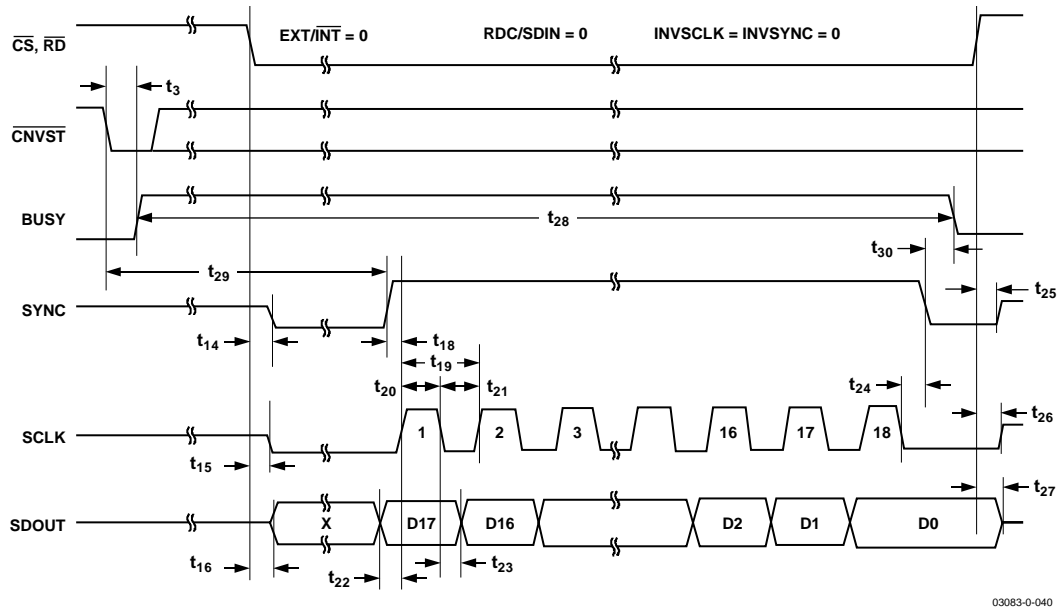 CS, RD
EXT/INT = 0 RDC/SDIN = 0 INVSCLK = INVSYNC = 0
t3
CNVST
BUSY
t28
t30
t29
t25
SYNC
t14
t18
t19
t20
t21
t24
t26
SCLK
1 2 3 16 17 18
t15
t27
SDOUT
X D17 D16 D2 D1 D0
t16
t22
t23
03083-0-040